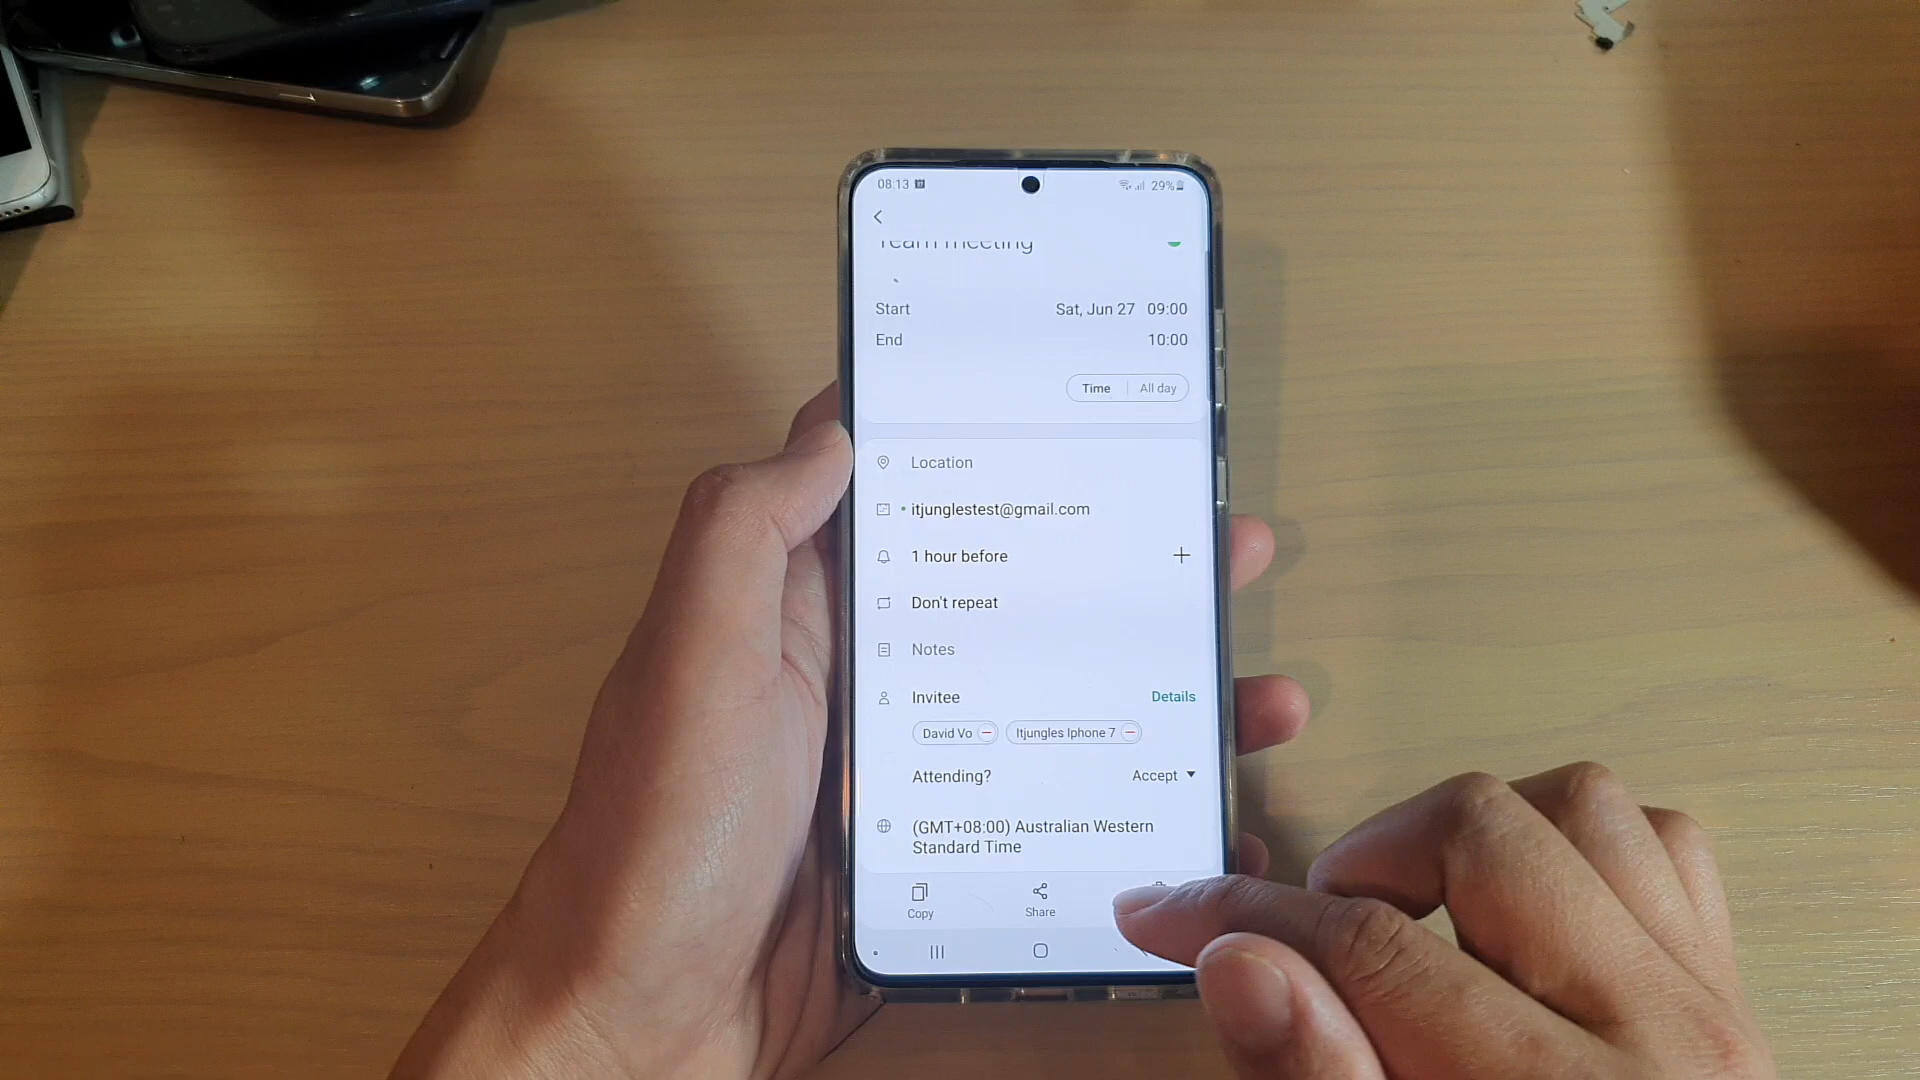 08:13 29%
Team meeting
Start Sat, Jun 27 09:00
End 10:00
Time All day
Location
itjunglestest@gmail.com
1 hour before
Don't repeat
Notes
Invitee Details
David Vo Itjungles Iphone 7
Attending? Accept
(GMT+08:00) Australian Western
Standard Time
Copy Share